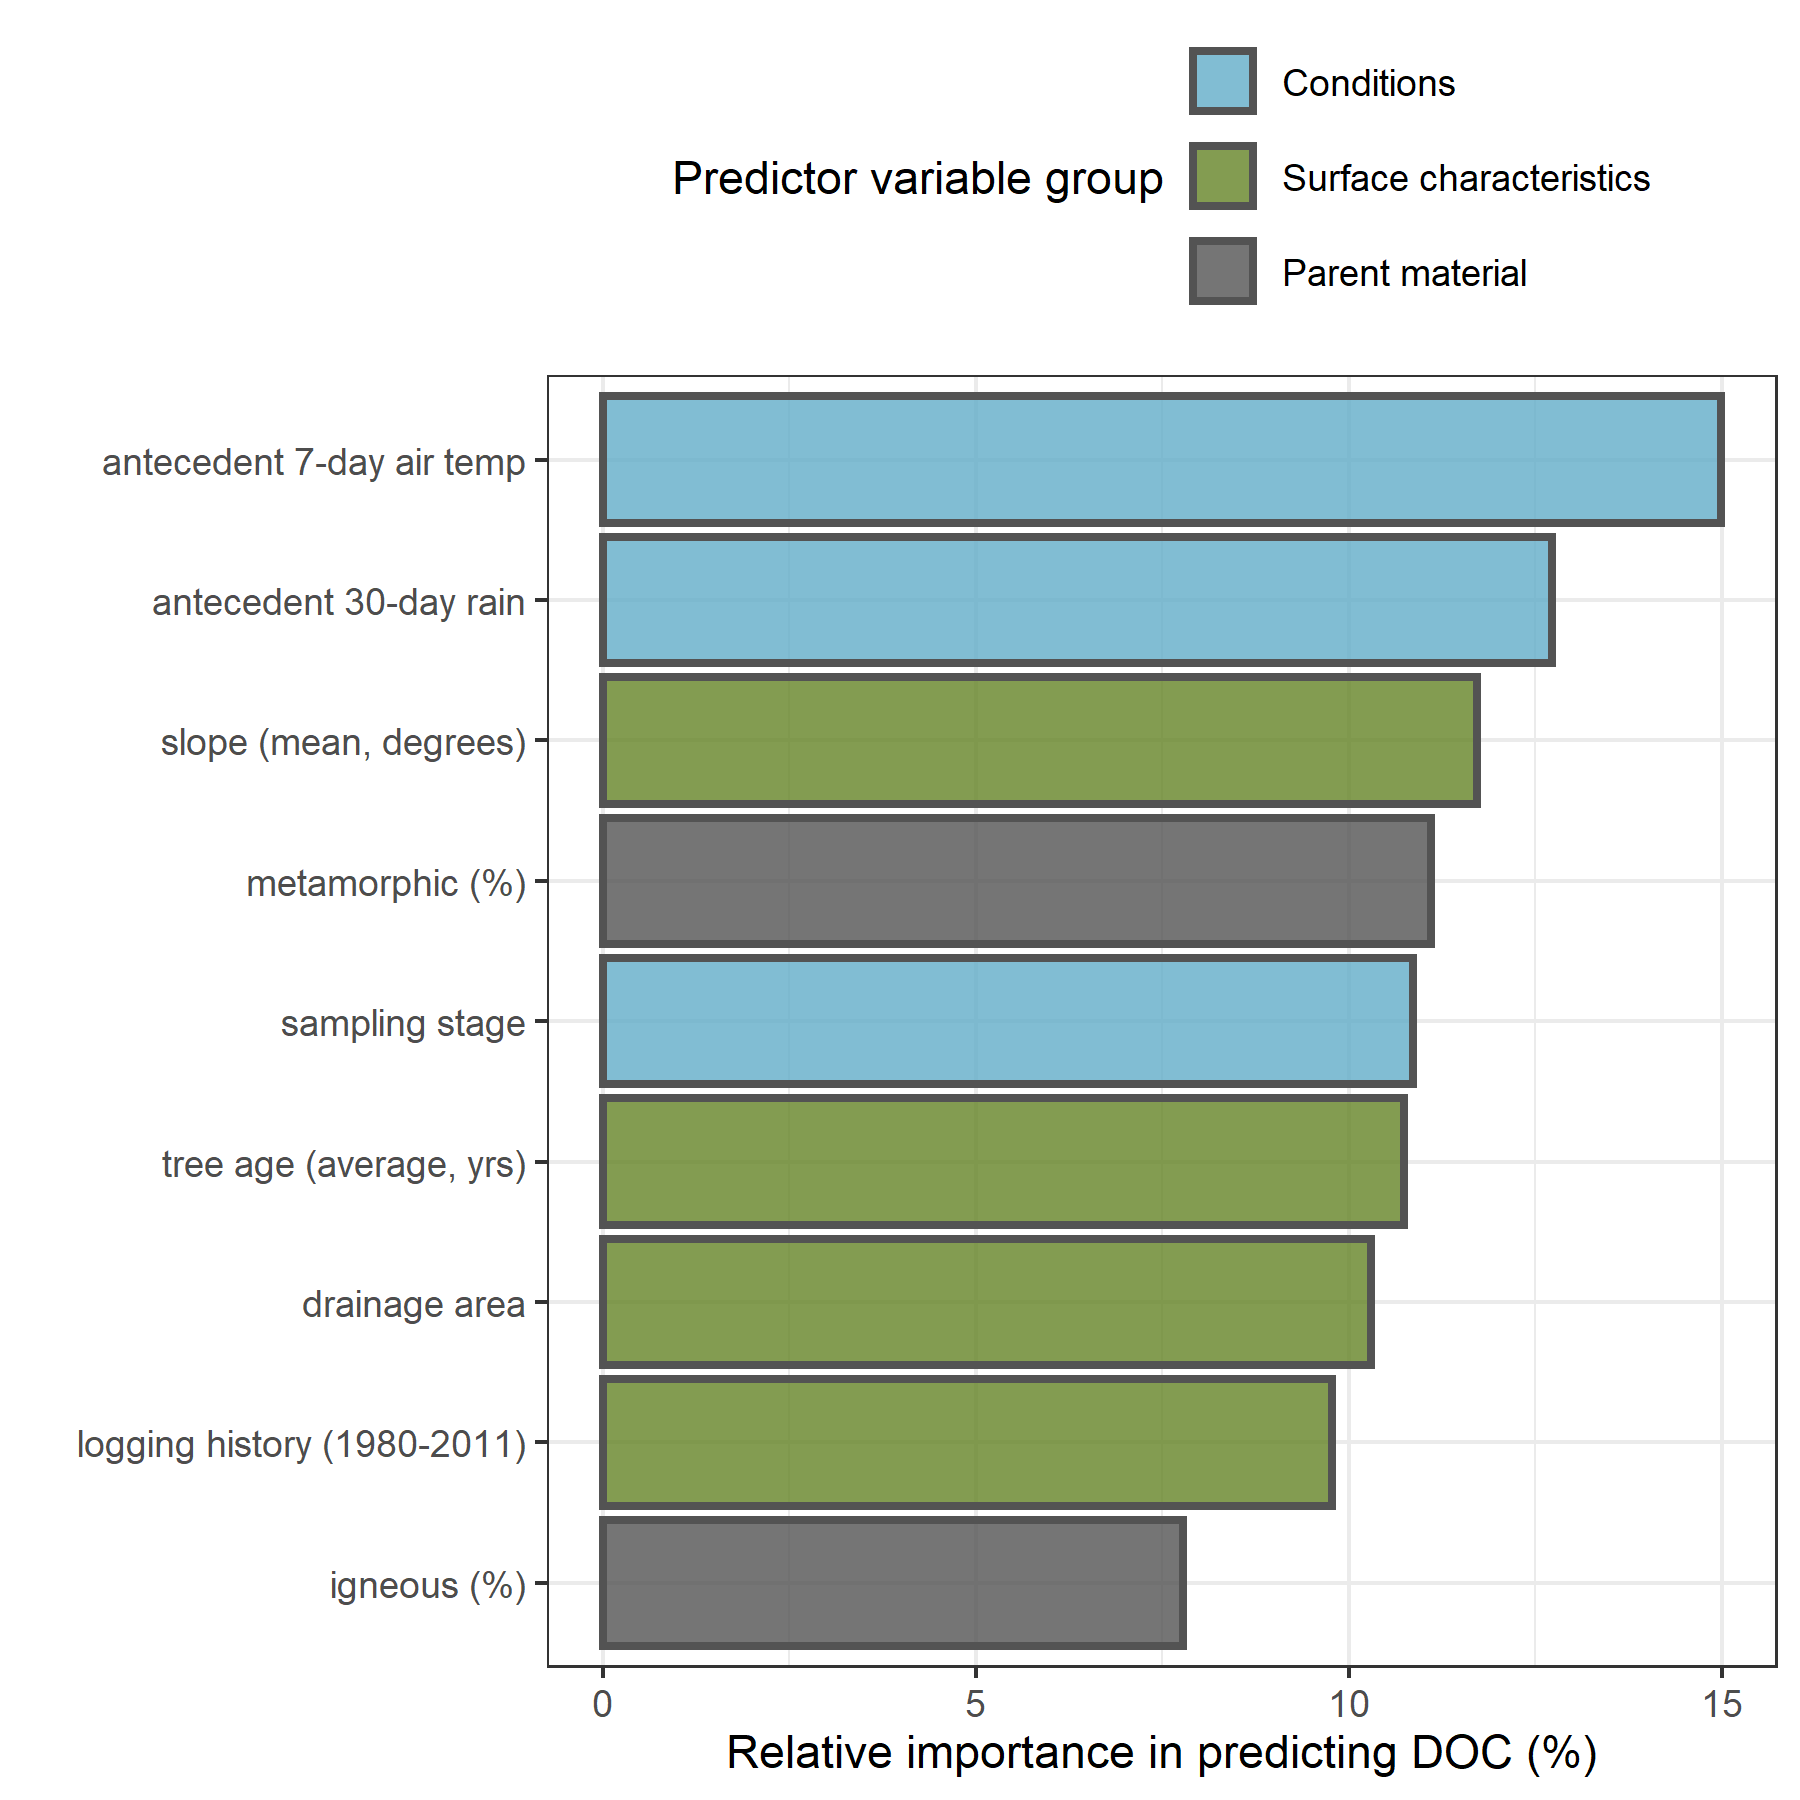 Predictor variable group
Conditions
Surface characteristics
Parent material
antecedent 7-day air temp
antecedent 30-day rain
slope (mean, degrees)
metamorphic (%)
sampling stage
tree age (average, yrs)
drainage area
logging history (1980-2011)
igneous (%)
0 5 10 15
Relative importance in predicting DOC (%)